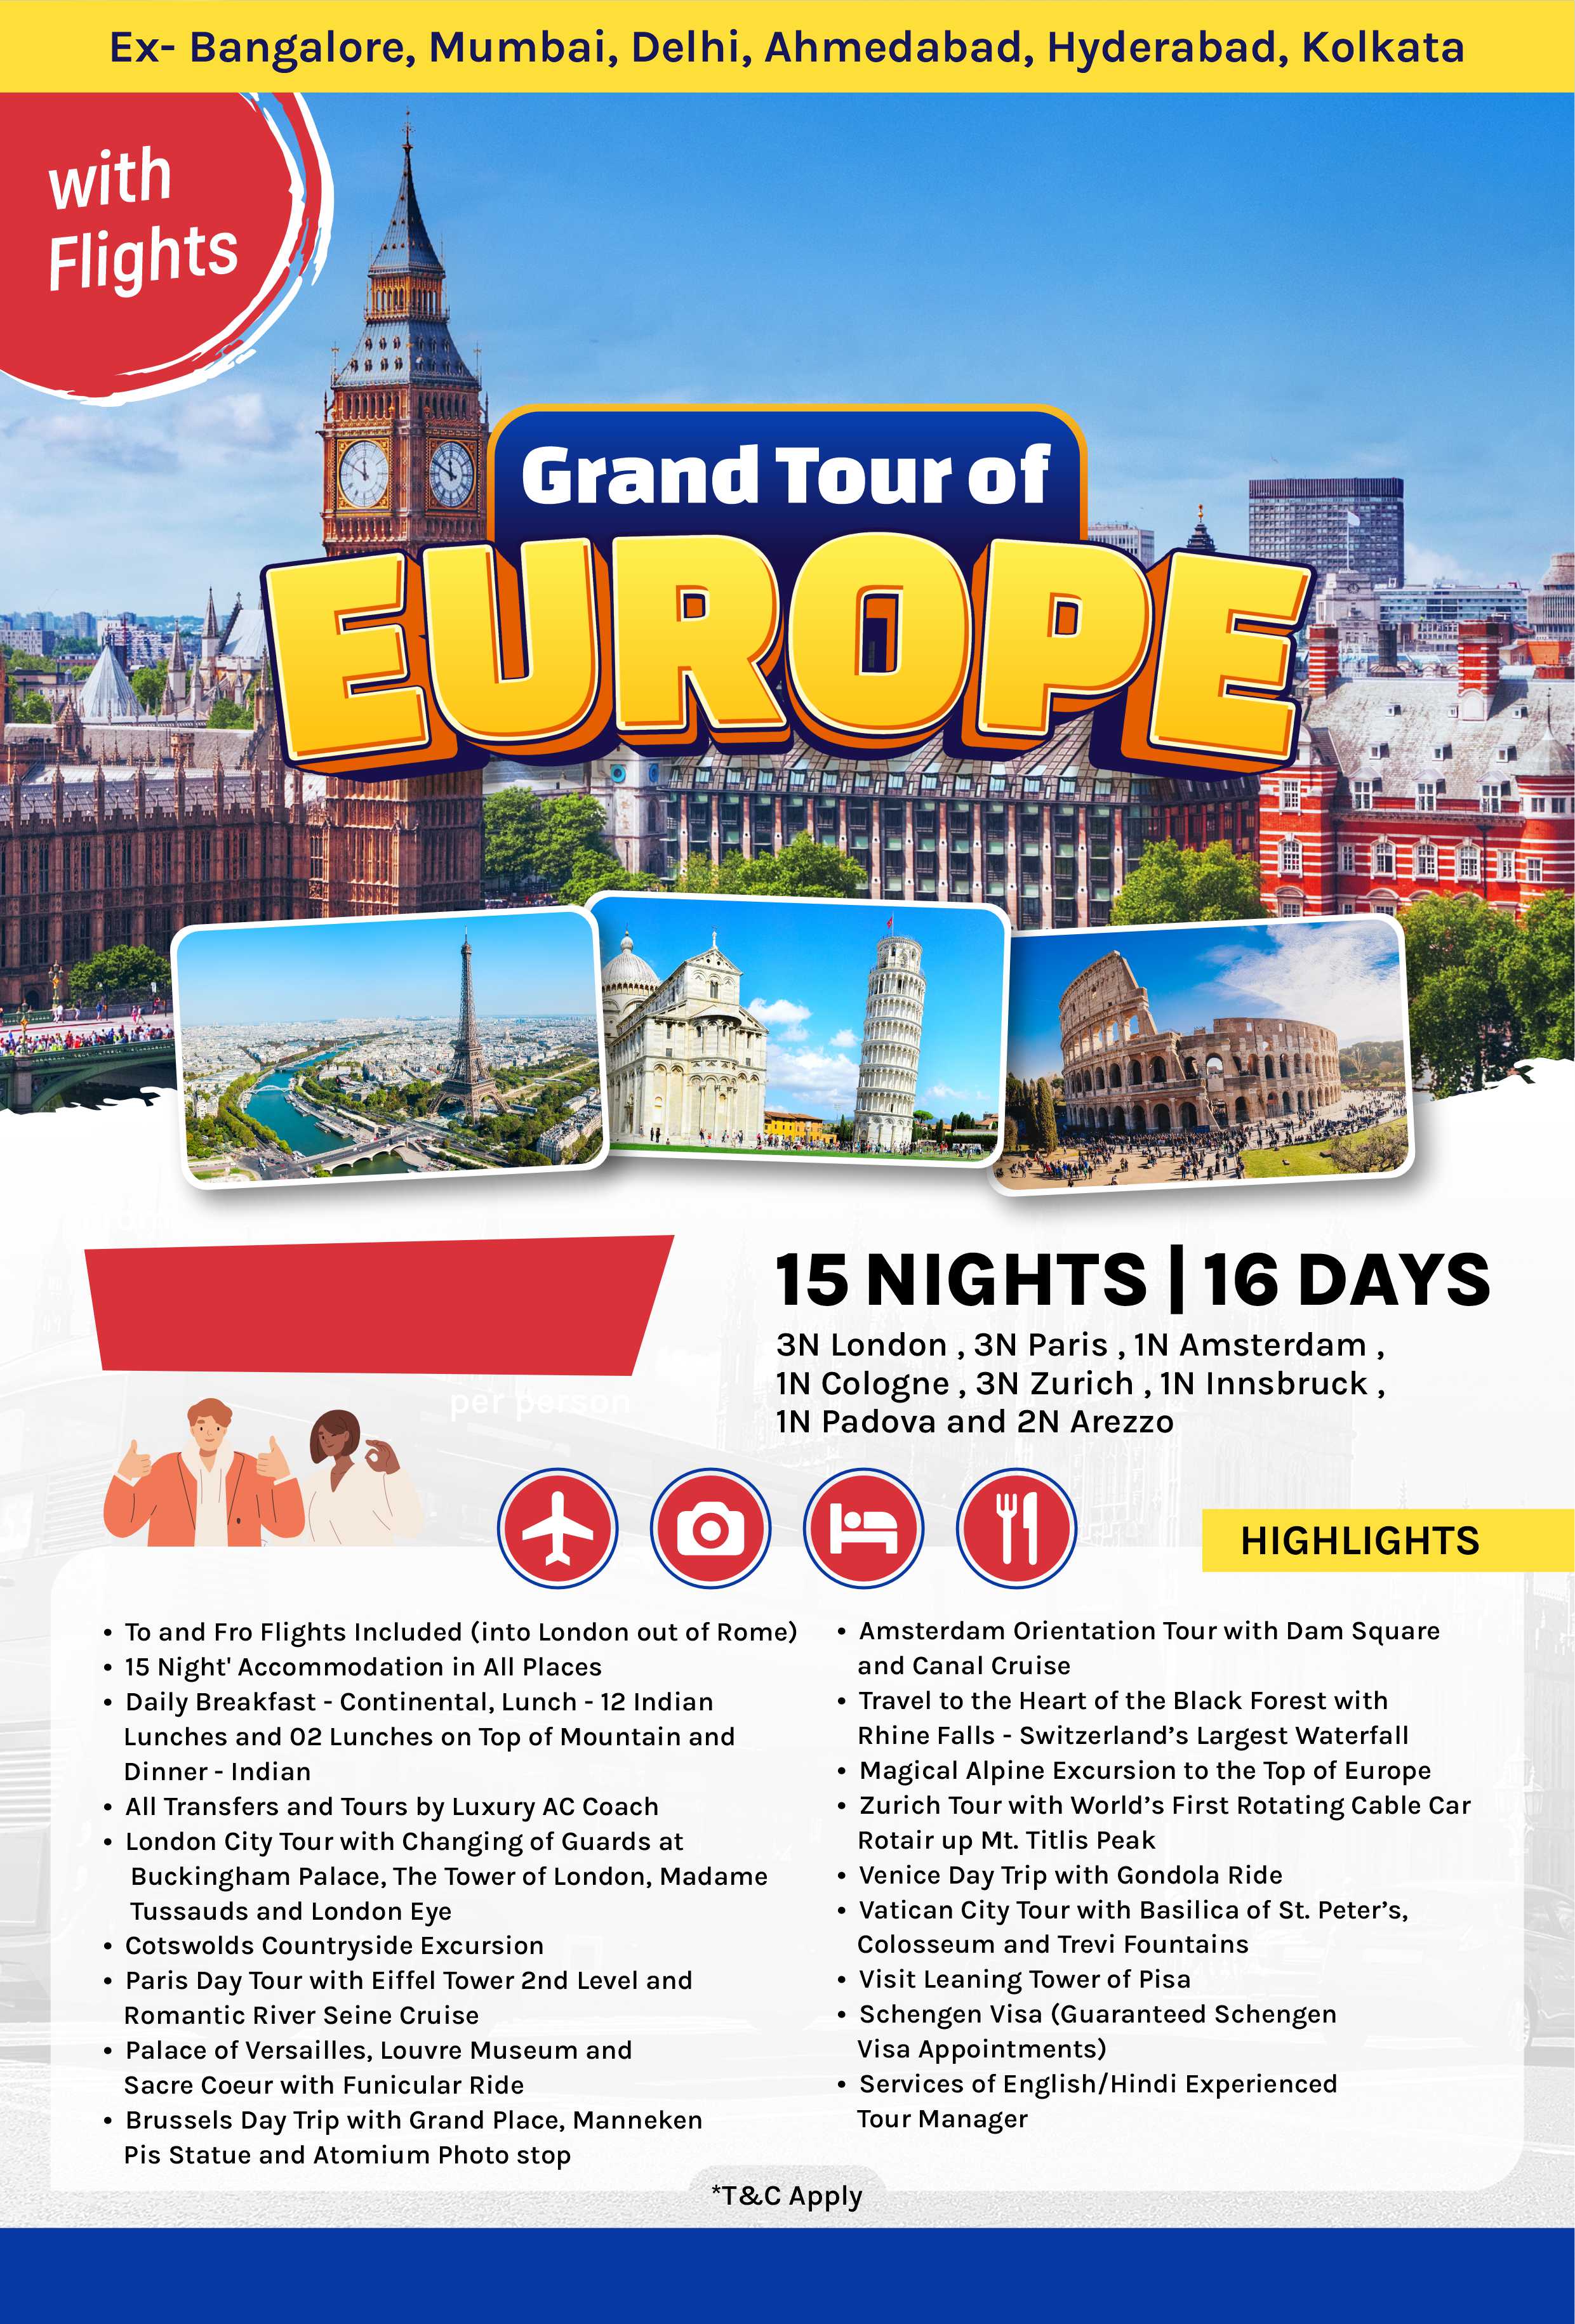 Ex- Bangalore, Mumbai, Delhi, Ahmedabad, Hyderabad, Kolkata
with
Flights
Grand Tour of
EUROPE
15 NIGHTS | 16 DAYS
3N London , 3N Paris , 1N Amsterdam ,
1N Cologne , 3N Zurich , 1N Innsbruck ,
1N Padova and 2N Arezzo
per person
HIGHLIGHTS
• To and Fro Flights Included (into London out of Rome)
• 15 Night' Accommodation in All Places
• Daily Breakfast - Continental, Lunch - 12 Indian
Lunches and 02 Lunches on Top of Mountain and
Dinner - Indian
• All Transfers and Tours by Luxury AC Coach
• London City Tour with Changing of Guards at
Buckingham Palace, The Tower of London, Madame
Tussauds and London Eye
• Cotswolds Countryside Excursion
• Paris Day Tour with Eiffel Tower 2nd Level and
Romantic River Seine Cruise
• Palace of Versailles, Louvre Museum and
Sacre Coeur with Funicular Ride
• Brussels Day Trip with Grand Place, Manneken
Pis Statue and Atomium Photo stop
• Amsterdam Orientation Tour with Dam Square
and Canal Cruise
• Travel to the Heart of the Black Forest with
Rhine Falls - Switzerland’s Largest Waterfall
• Magical Alpine Excursion to the Top of Europe
• Zurich Tour with World’s First Rotating Cable Car
Rotair up Mt. Titlis Peak
• Venice Day Trip with Gondola Ride
• Vatican City Tour with Basilica of St. Peter’s,
Colosseum and Trevi Fountains
• Visit Leaning Tower of Pisa
• Schengen Visa (Guaranteed Schengen
Visa Appointments)
• Services of English/Hindi Experienced
Tour Manager
*T&C Apply